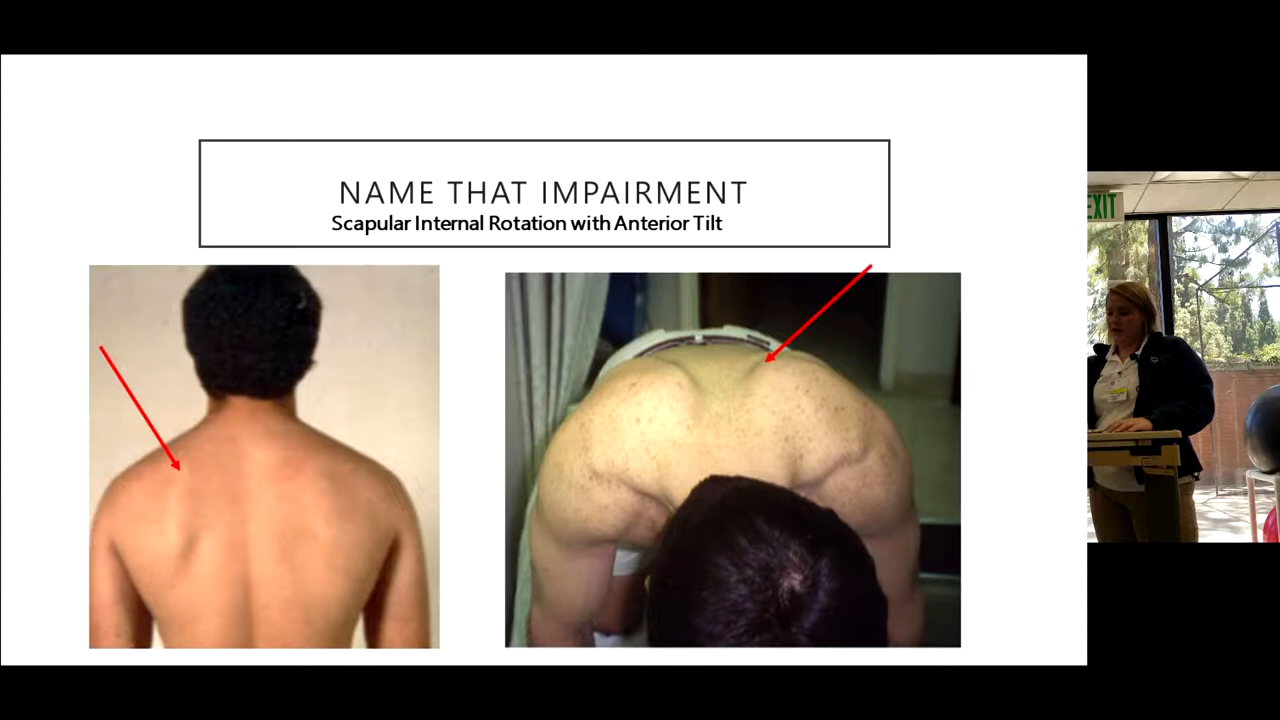 NAME THAT IMPAIRMENT
Scapular Internal Rotation with Anterior Tilt
EXIT